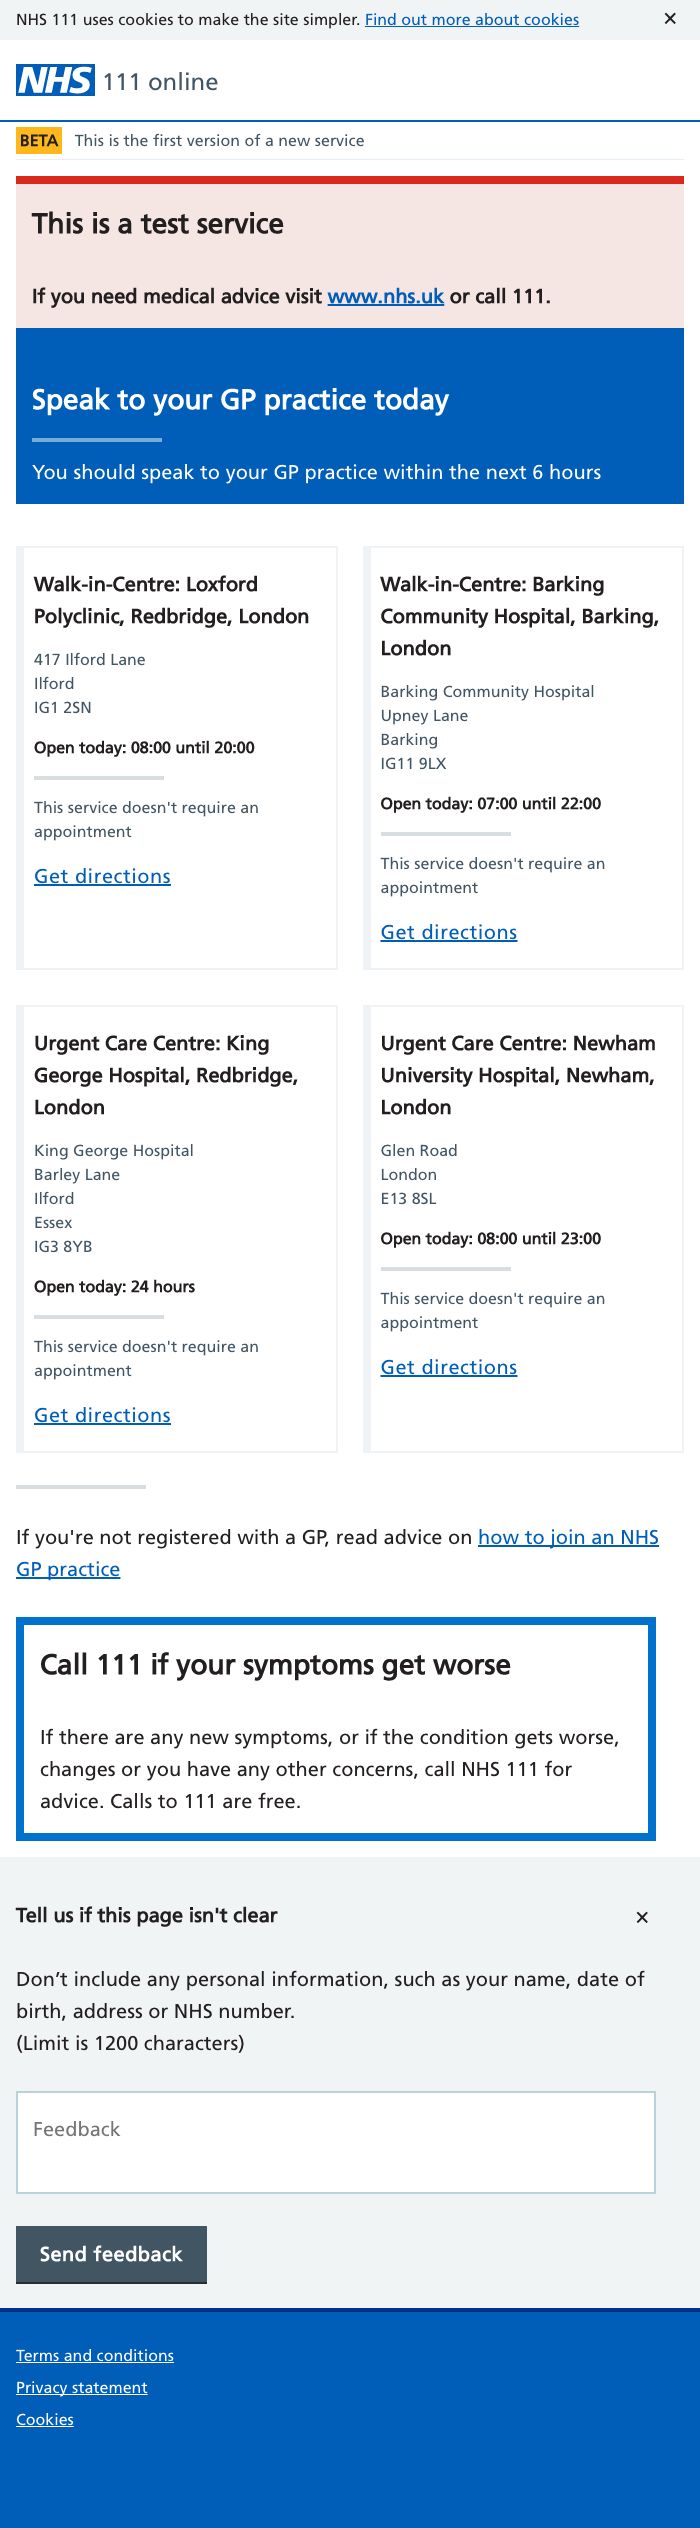 NHS 111 uses cookies to make the site simpler. Find out more about cookies ✕
NHS 111 online
BETA This is the first version of a new service
This is a test service
If you need medical advice visit www.nhs.uk or call 111.
Speak to your GP practice today
You should speak to your GP practice within the next 6 hours
Walk-in-Centre: Loxford
Polyclinic, Redbridge, London
417 Ilford Lane
Ilford
IG1 2SN
Open today: 08:00 until 20:00
This service doesn't require an
appointment
Get directions
Walk-in-Centre: Barking
Community Hospital, Barking,
London
Barking Community Hospital
Upney Lane
Barking
IG11 9LX
Open today: 07:00 until 22:00
This service doesn't require an
appointment
Get directions
Urgent Care Centre: King
George Hospital, Redbridge,
London
King George Hospital
Barley Lane
Ilford
Essex
IG3 8YB
Open today: 24 hours
This service doesn't require an
appointment
Get directions
Urgent Care Centre: Newham
University Hospital, Newham,
London
Glen Road
London
E13 8SL
Open today: 08:00 until 23:00
This service doesn't require an
appointment
Get directions
If you're not registered with a GP, read advice on how to join an NHS
GP practice
Call 111 if your symptoms get worse
If there are any new symptoms, or if the condition gets worse,
changes or you have any other concerns, call NHS 111 for
advice. Calls to 111 are free.
Tell us if this page isn't clear ✕
Don’t include any personal information, such as your name, date of
birth, address or NHS number.
(Limit is 1200 characters)
Feedback
Send feedback
Terms and conditions
Privacy statement
Cookies